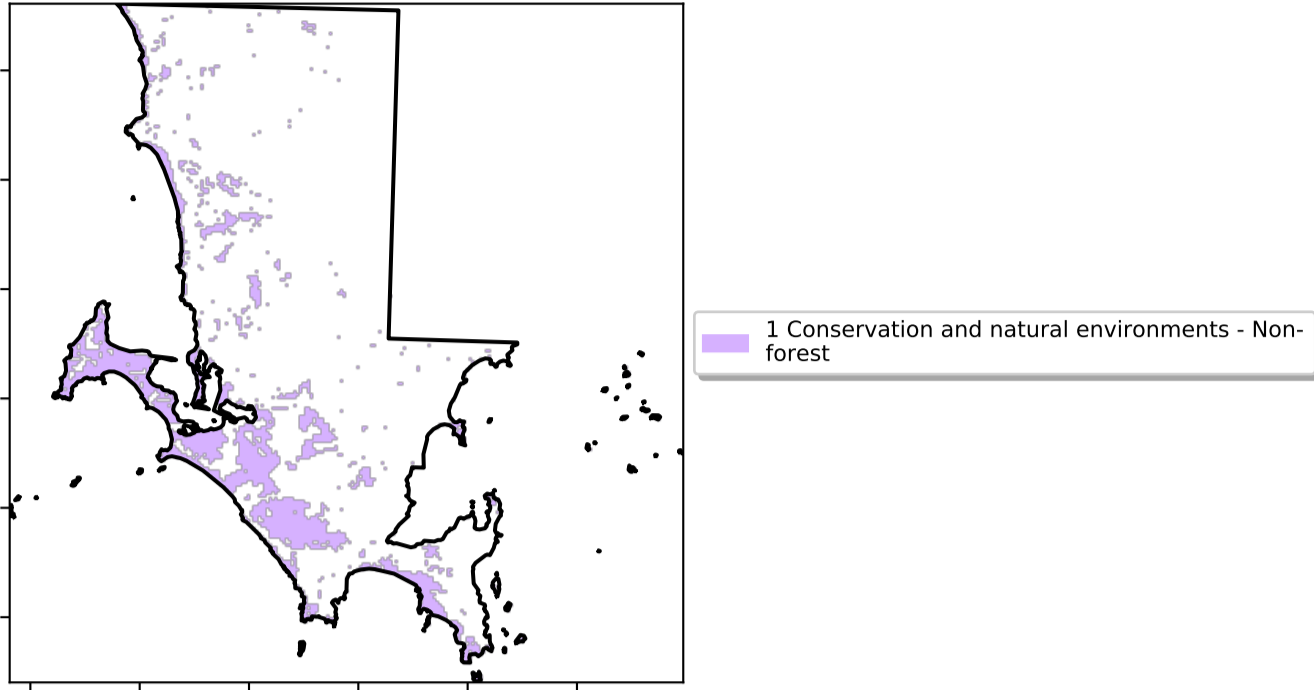 1 Conservation and natural environments - Non-
forest